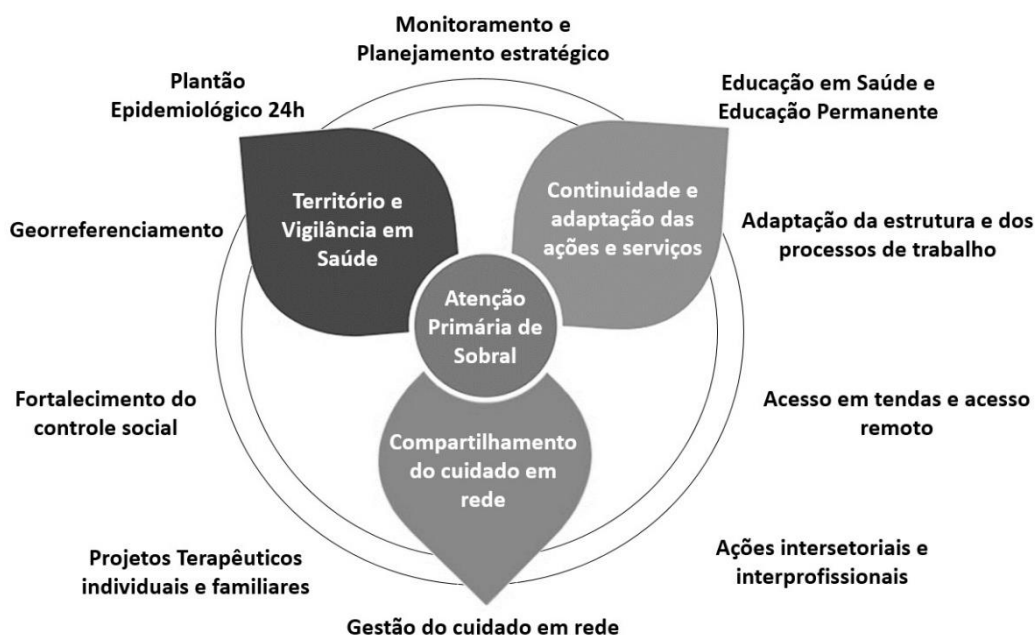 Monitoramento e
Planejamento estratégico
Plantão
Epidemiológico 24h
Educação em Saúde e
Educação Permanente
Território e
Vigilância em
Saúde
Continuidade e
adaptação das
ações e serviços
Georreferenciamento
Adaptação da estrutura e dos
processos de trabalho
Atenção
Primária de
Sobral
Fortalecimento do
controle social
Acesso em tendas e acesso
remoto
Compartilhamento
do cuidado em
rede
Projetos Terapêuticos
individuais e familiares
Ações intersetoriais e
interprofissionais
Gestão do cuidado em rede